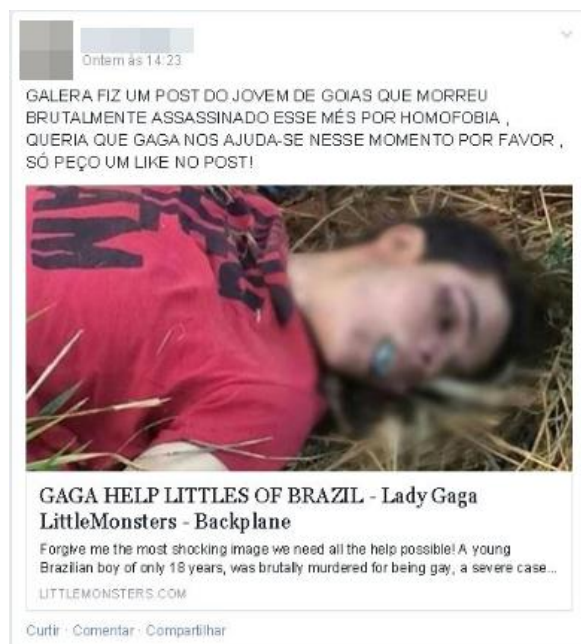 Ontem às 14:23
GALERA FIZ UM POST DO JOVEM DE GOIAS QUE MORREU
BRUTALMENTE ASSASSINADO ESSE MÊS POR HOMOFOBIA ,
QUERIA QUE GAGA NOS AJUDA-SE NESSE MOMENTO POR FAVOR ,
SÓ PEÇO UM LIKE NO POST!
GAGA HELP LITTLES OF BRAZIL - Lady Gaga
LittleMonsters - Backplane
Forgive me the most shocking image we need all the help possible! A young
Brazilian boy of only 18 years, was brutally murdered for being gay, a severe case...
LITTLEMONSTERS.COM
Curtir · Comentar · Compartilhar